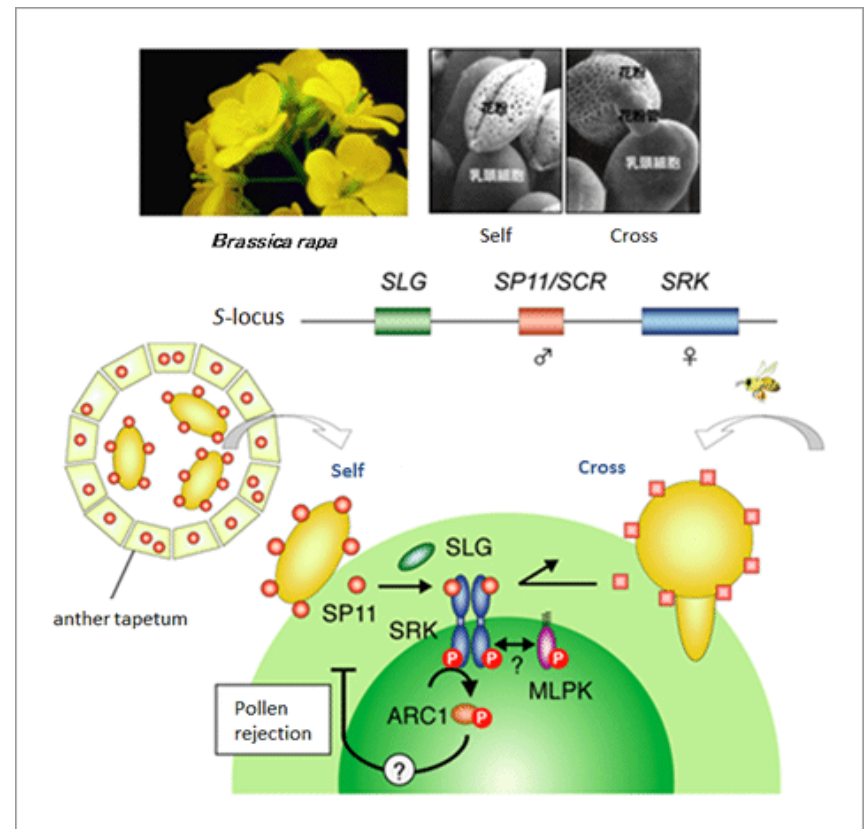 花粉
乳頭細胞
花粉
花粉管
乳頭細胞
Brassica rapa
Self
Cross
SLG
SP11/SCR
SRK
S-locus
♂
♀
Self
Cross
SLG
SP11
SRK
P
P
?
P
MLPK
ARC1
P
anther tapetum
Pollen
rejection
?